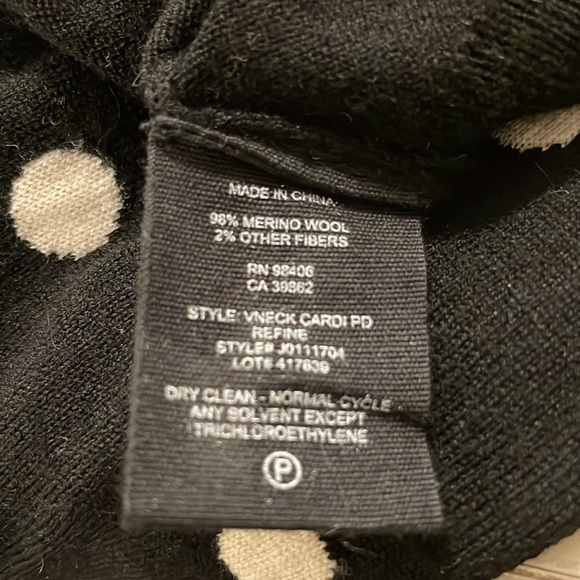 MADE IN CHINA
98% MERINO WOOL
2% OTHER FIBERS
RN 98406
CA 39862
STYLE: VNECK CARDI PD
REFINE
STYLE# J0111704
LOT# 417839
DRY CLEAN - NORMAL CYCLE
ANY SOLVENT EXCEPT
TRICHLOROETHYLENE
P